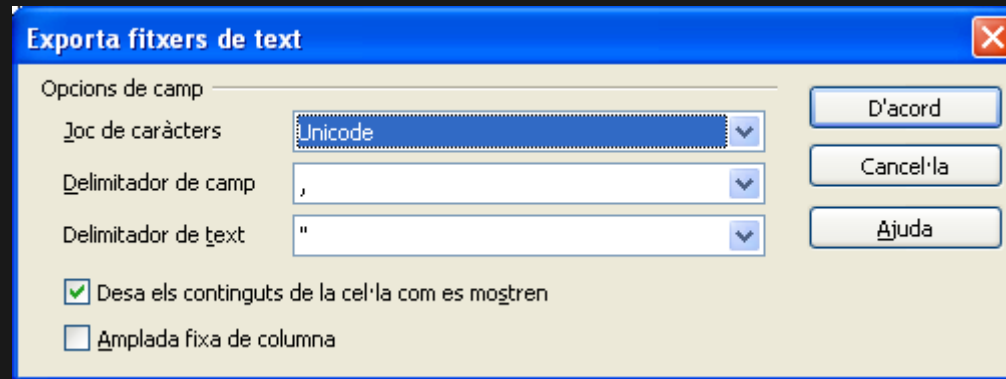 Exporta fitxers de text
Opcions de camp
Joc de caràcters
Unicode
Delimitador de camp
,
Delimitador de text
"
Desa els continguts de la cel·la com es mostren
Amplada fixa de columna
D'acord
Cancel·la
Ajuda